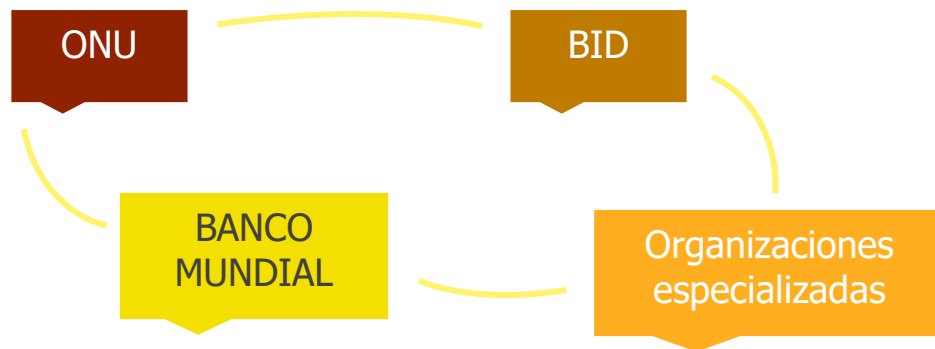 ONU
BID
BANCO
MUNDIAL
Organizaciones
especializadas